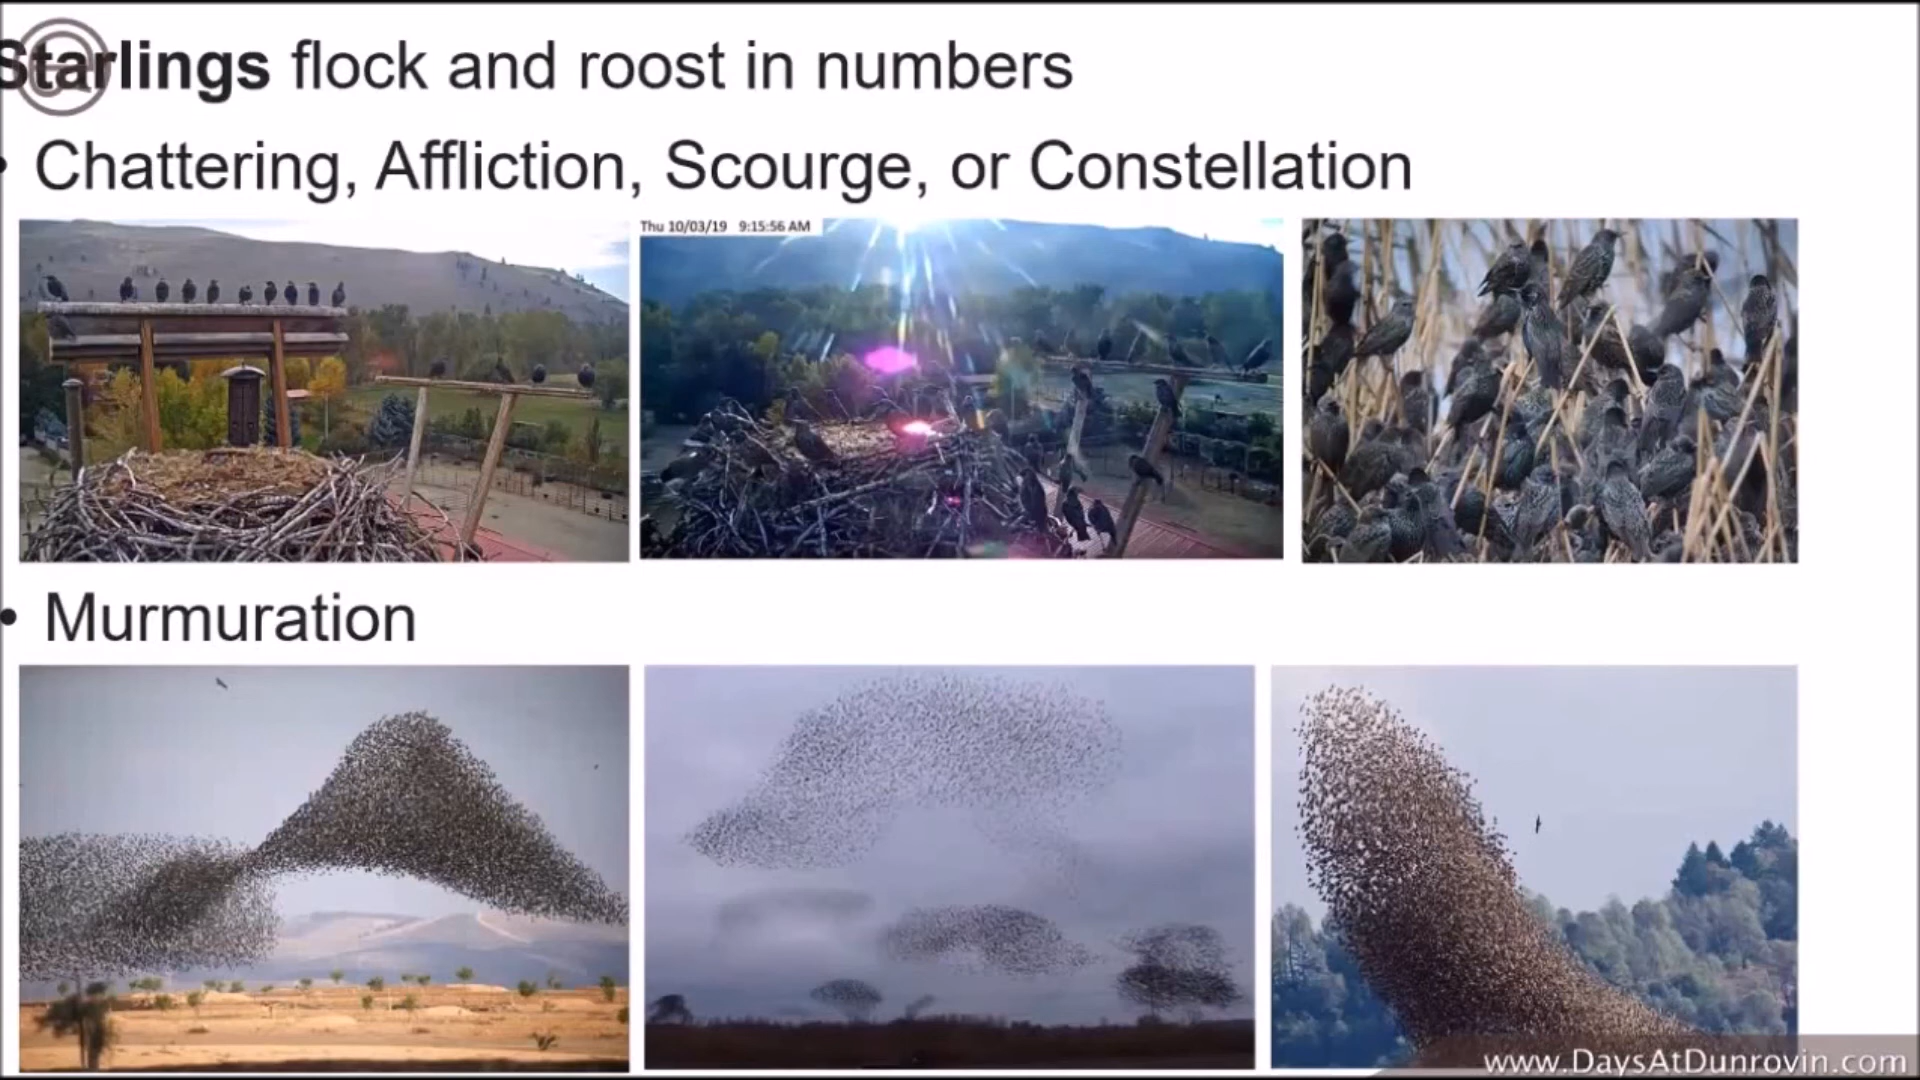 Starlings flock and roost in numbers
• Chattering, Affliction, Scourge, or Constellation
Thu 10/03/19 9:15:56 AM
• Murmuration
www.DaysAtDunrovin.com